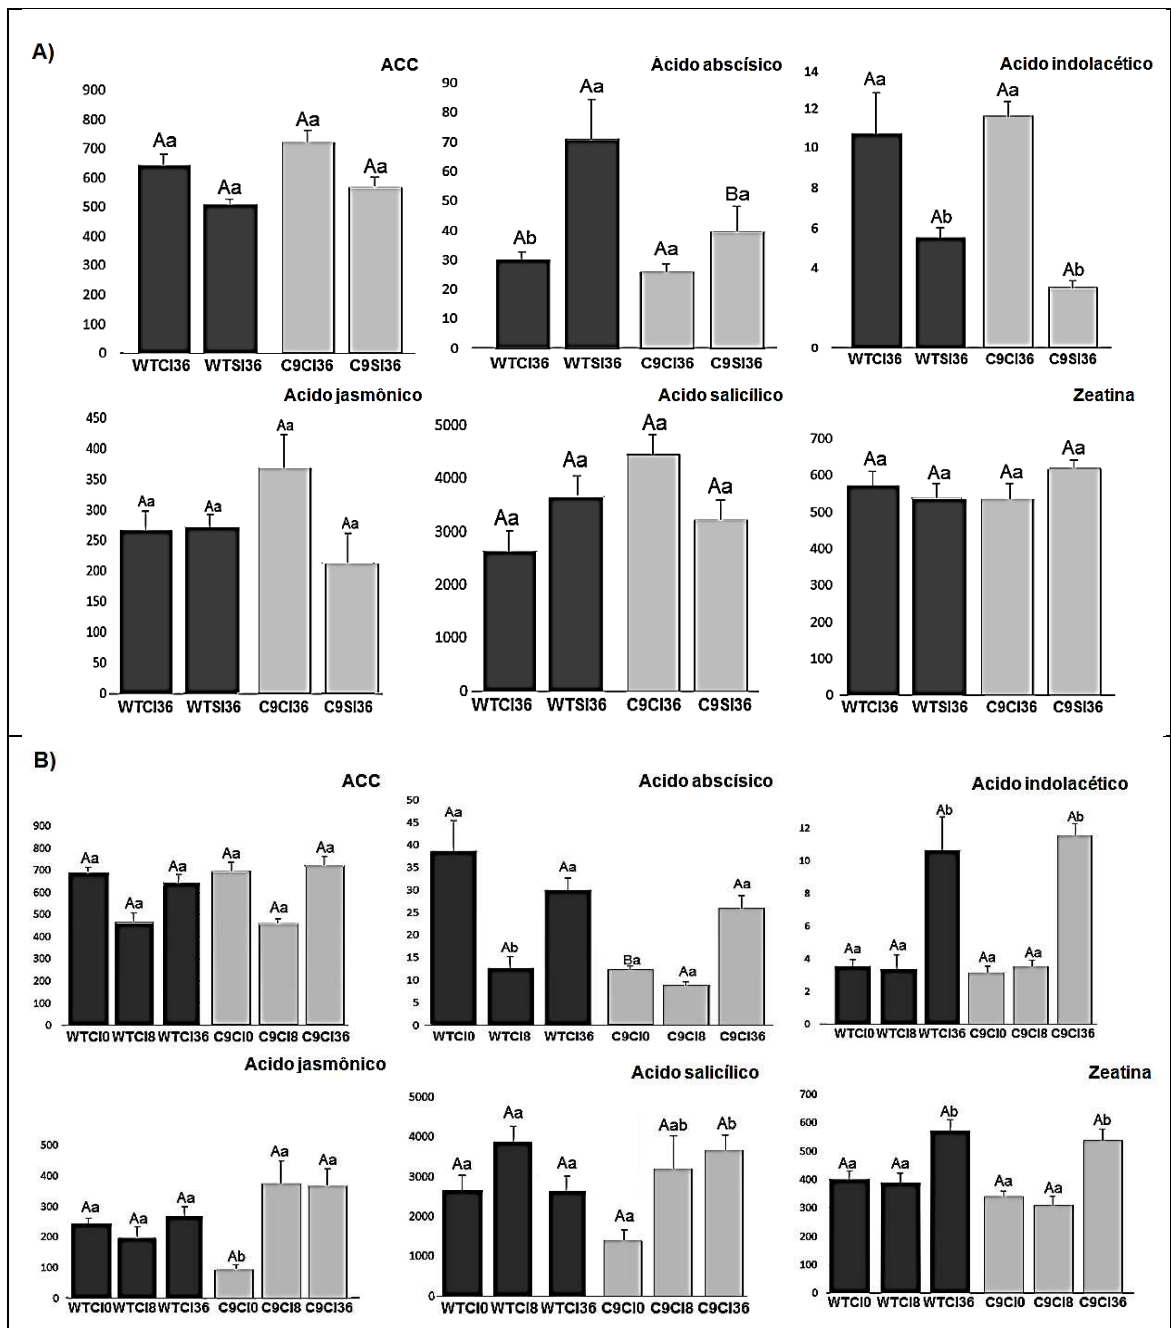 A)
ACC
900
800
700
600
500
400
300
200
100
0
Aa
Aa
Aa
Aa
WTCI36 WTSI36 C9CI36 C9SI36
Ácido abscísico
90
80
70
60
50
40
30
20
10
0
Ab
Aa
Aa
Ba
WTCI36 WTSI36 C9CI36 C9SI36
Acido indolacético
14
12
10
8
6
4
0
Aa
Ab
Aa
Ab
WTCI36 WTSI36 C9CI36 C9SI36
Acido jasmônico
450
400
350
300
250
200
150
100
50
0
Aa
Aa
Aa
Aa
WTCI36 WTSI36 C9CI36 C9SI36
Acido salicílico
5000
4000
3000
2000
1000
0
Aa
Aa
Aa
Aa
WTCI36 WTSI36 C9CI36 C9SI36
Zeatina
700
600
500
400
300
200
100
0
Aa
Aa
Aa
Aa
WTCI36 WTSI36 C9CI36 C9SI36
B)
ACC
900
800
700
600
500
400
300
200
100
0
Aa
Aa
Aa
Aa
Aa
Aa
WTCI0 WTCI8 WTCI36 C9CI0 C9CI8 C9CI36
Acido abscísico
50
45
40
35
30
25
20
15
10
5
0
Aa
Ab
Aa
Ba
Aa
Aa
WTCI0 WTCI8 WTCI36 C9CI0 C9CI8 C9CI36
Acido indolacético
12
10
8
6
4
2
0
Aa
Aa
Ab
Aa
Aa
Ab
WTCI0 WTCI8 WTCI36 C9CI0 C9CI8 C9CI36
Acido jasmônico
500
400
300
200
100
0
Aa
Aa
Aa
Ab
Aa
Aa
WTCI0 WTCI8 WTCI36 C9CI0 C9CI8 C9CI36
Acido salicílico
5000
4000
3000
2000
1000
0
Aa
Aa
Aa
Aa
Aab
Ab
WTCI0 WTCI8 WTCI36 C9CI0 C9CI8 C9CI36
Zeatina
700
600
500
400
300
200
100
0
Aa
Aa
Ab
Aa
Aa
Ab
WTCI0 WTCI8 WTCI36 C9CI0 C9CI8 C9CI36